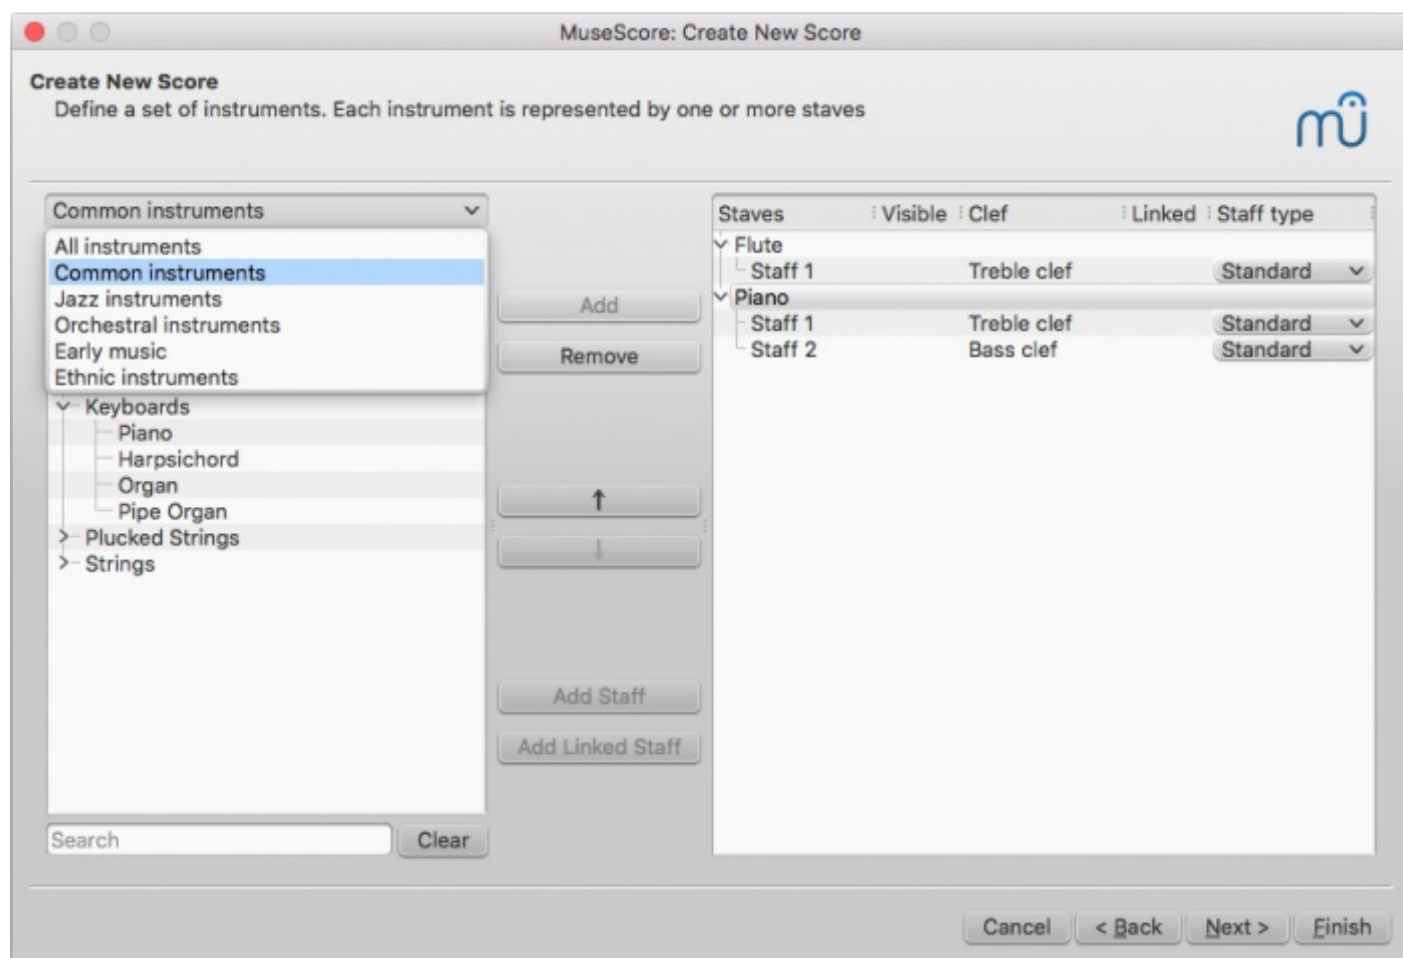 MuseScore: Create New Score
Create New Score
Define a set of instruments. Each instrument is represented by one or more staves
mu
Common instruments
All instruments
Common instruments
Jazz instruments
Orchestral instruments
Early music
Ethnic instruments
Keyboards
Piano
Harpsichord
Organ
Pipe Organ
Plucked Strings
Strings
Search Clear
Add
Remove
↑
↓
Add Staff
Add Linked Staff
Staves Visible Clef Linked Staff type
Flute
Staff 1 Treble clef Standard
Piano
Staff 1 Treble clef Standard
Staff 2 Bass clef Standard
Cancel < Back Next > Finish